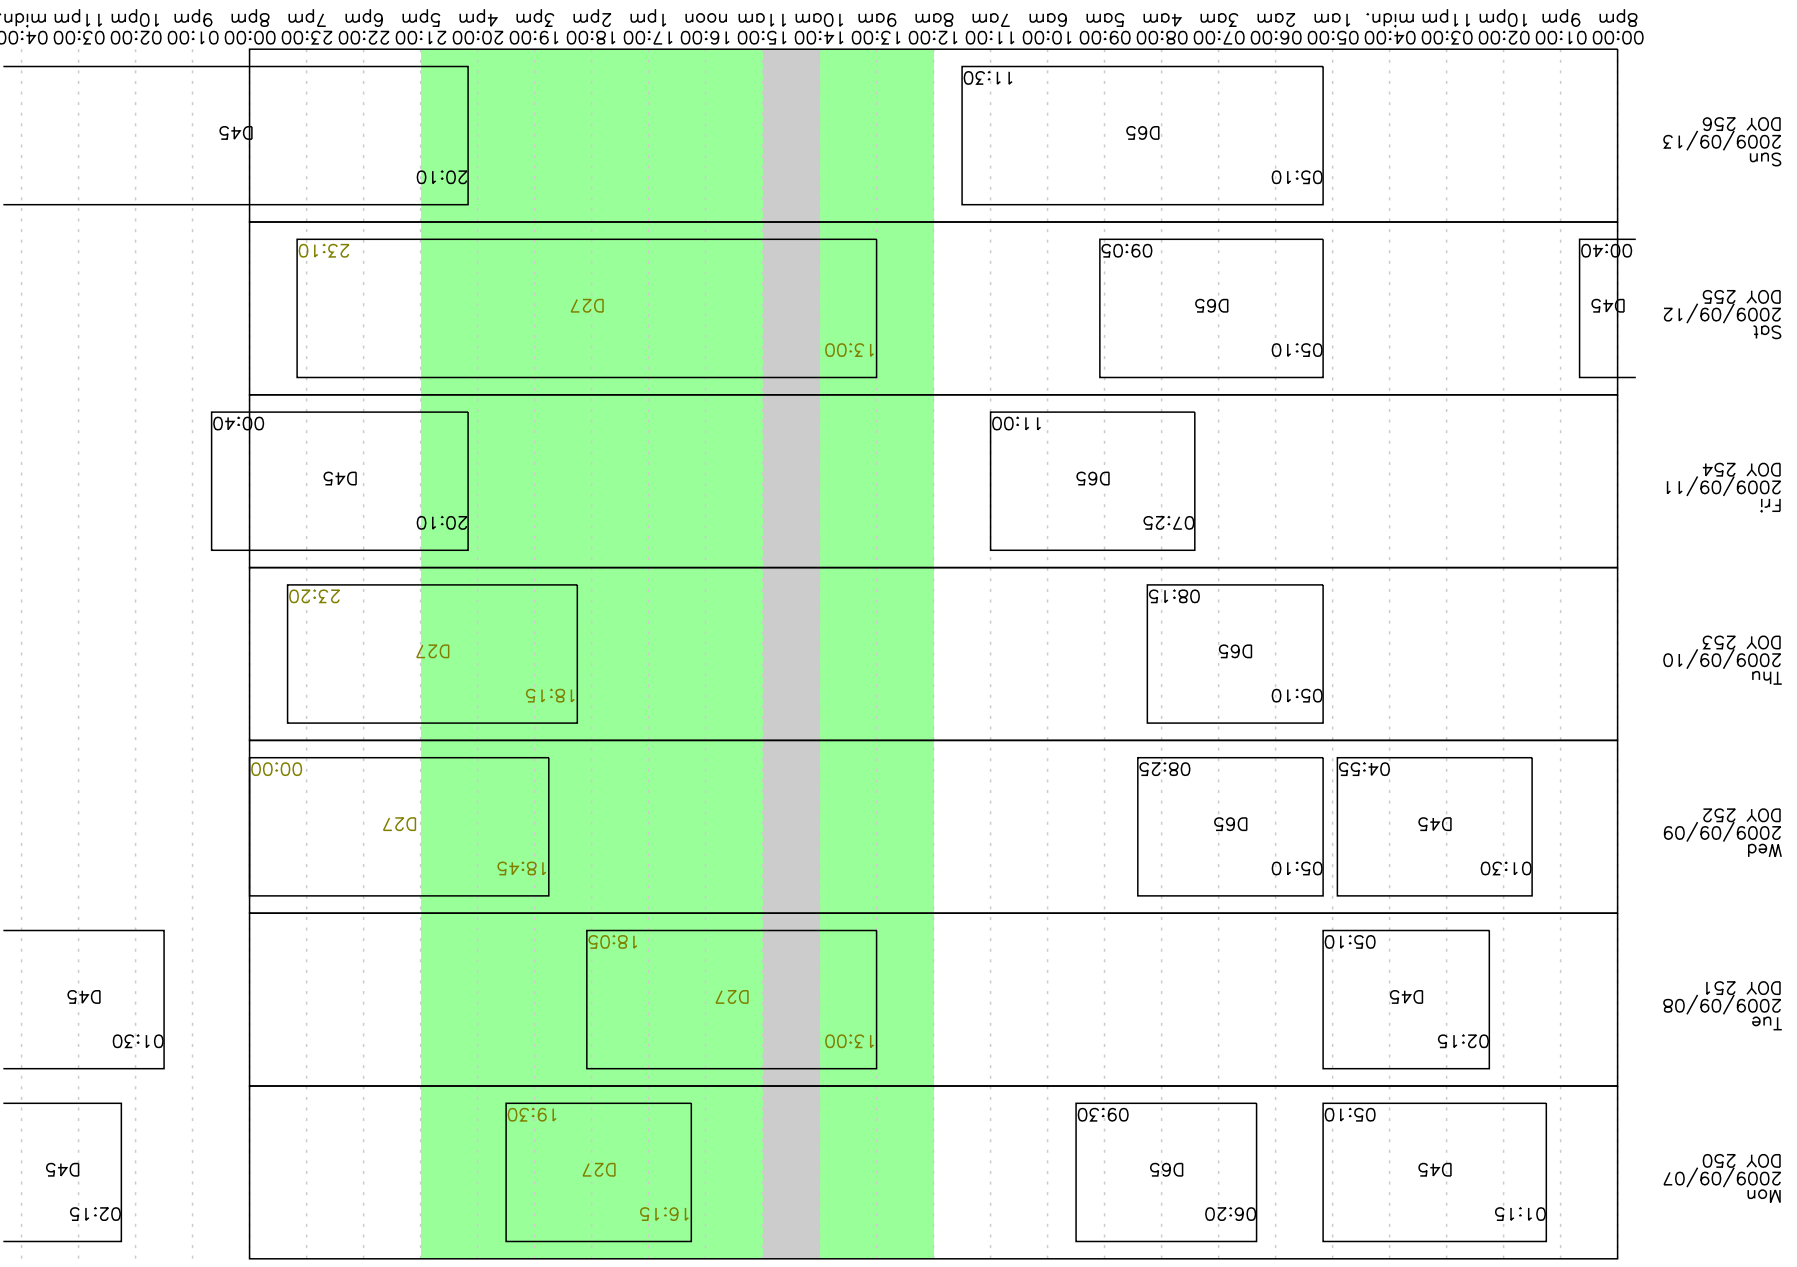 Mon
2009/09/07
DOY 250
01:15 06:20 16:15 02:15
D45 D65 D27 D45
05:10 09:30 19:30
Tue
2009/09/08
DOY 251
02:15 13:00 01:30
D45 D27 D45
05:10 18:05
Wed
2009/09/09
DOY 252
01:30 05:10 18:45
D45 D65 D27
04:55 08:25 00:00
Thu
2009/09/10
DOY 253
05:10 18:15
D65 D27
08:15 23:20
Fri
2009/09/11
DOY 254
07:25 20:10
D65 D45
11:00 00:40
Sat
2009/09/12
DOY 255
05:10 13:00
D45 D65 D27
00:40 09:05 23:10
Sun
2009/09/13
DOY 256
05:10 20:10
D65 D45
11:30
00:00 01:00 02:00 03:00 04:00 05:00 06:00 07:00 08:00 09:00 10:00 11:00 12:00 13:00 14:00 15:00 16:00 17:00 18:00 19:00 20:00 21:00 22:00 23:00 00:00 01:00 02:00 03:00 04:00
8pm 9pm 10pm 11pm midn. 1am 2am 3am 4am 5am 6am 7am 8am 9am 10am 11am noon 1pm 2pm 3pm 4pm 5pm 6pm 7pm 8pm 9pm 10pm 11pm midn.